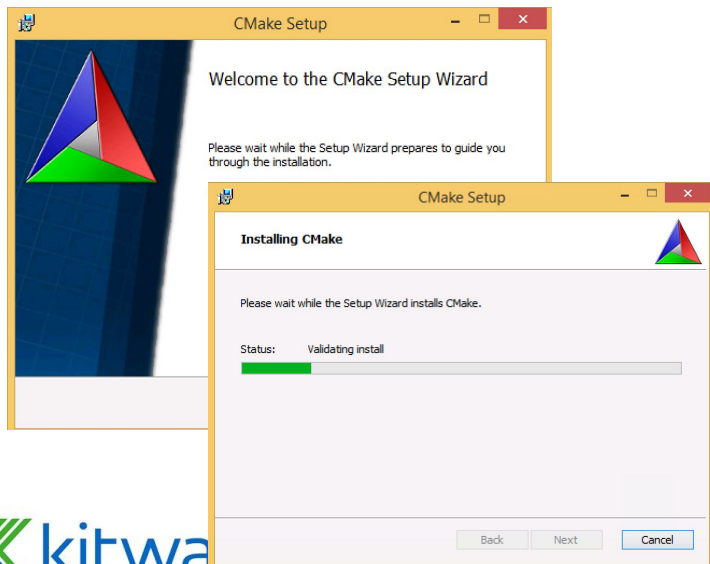 CMake Setup
Welcome to the CMake Setup Wizard
Please wait while the Setup Wizard prepares to guide you
through the installation.
CMake Setup
Installing CMake
Please wait while the Setup Wizard installs CMake.
Status: Validating install
Back Next Cancel
kitwa